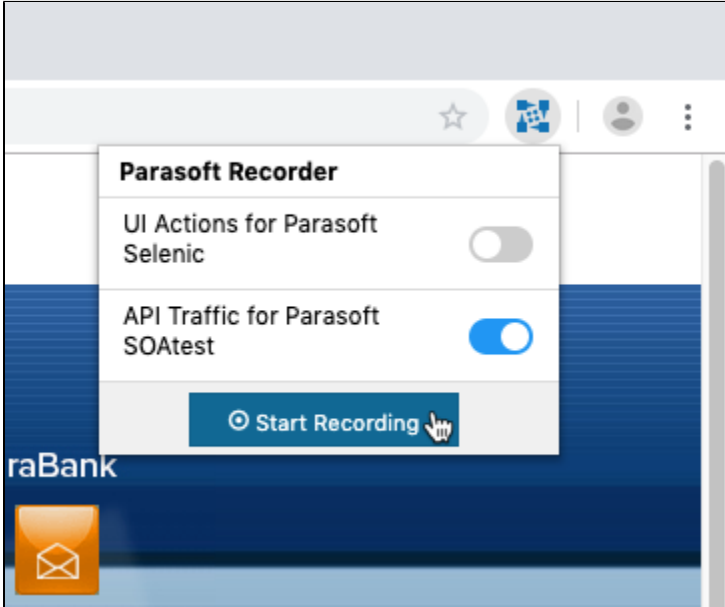 Parasoft Recorder
UI Actions for Parasoft
Selenic
API Traffic for Parasoft
SOAtest
Start Recording
raBank